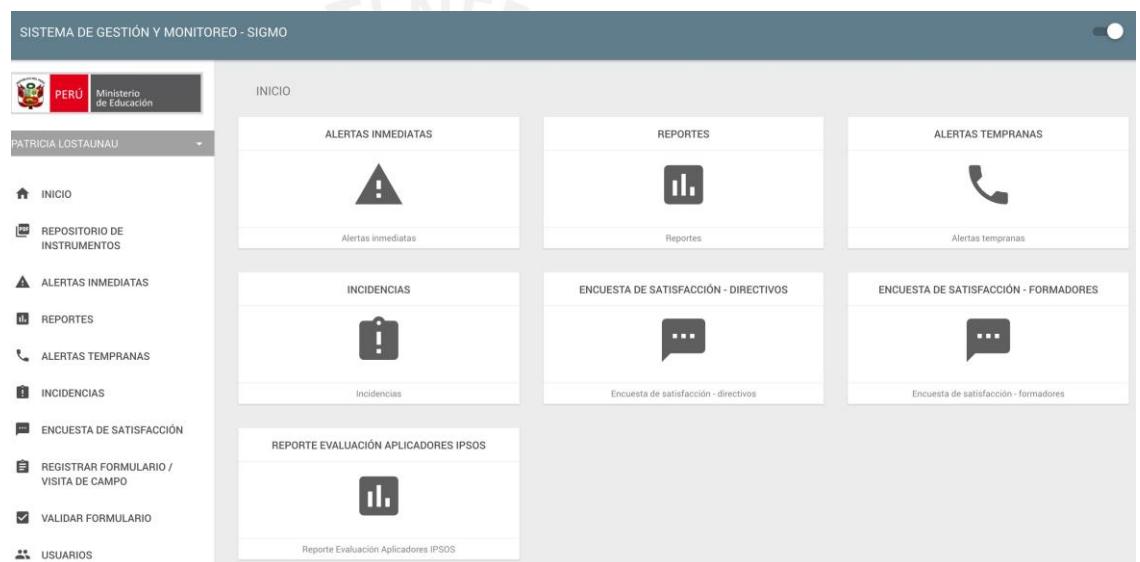 SISTEMA DE GESTIÓN Y MONITOREO - SIGMO
PERÚ
Ministerio
de Educación
PATRICIA LOSTAUNAU
INICIO
REPOSITORIO DE
INSTRUMENTOS
ALERTAS INMEDIATAS
REPORTES
ALERTAS TEMPRANAS
INCIDENCIAS
ENCUESTA DE SATISFACCIÓN
REGISTRAR FORMULARIO /
VISITA DE CAMPO
VALIDAR FORMULARIO
USUARIOS
INICIO
ALERTAS INMEDIATAS
Alertas inmediatas
REPORTES
Reportes
ALERTAS TEMPRANAS
Alertas tempranas
INCIDENCIAS
Incidencias
ENCUESTA DE SATISFACCIÓN - DIRECTIVOS
Encuesta de satisfacción - directivos
ENCUESTA DE SATISFACCIÓN - FORMADORES
Encuesta de satisfacción - formadores
REPORTE EVALUACIÓN APLICADORES IPSOS
Reporte Evaluación Aplicadores IPSOS